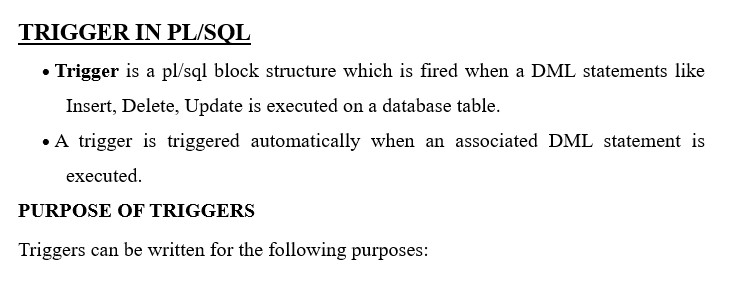 TRIGGER IN PL/SQL
• Trigger is a pl/sql block structure which is fired when a DML statements like
Insert, Delete, Update is executed on a database table.
• A trigger is triggered automatically when an associated DML statement is
executed.
PURPOSE OF TRIGGERS
Triggers can be written for the following purposes: